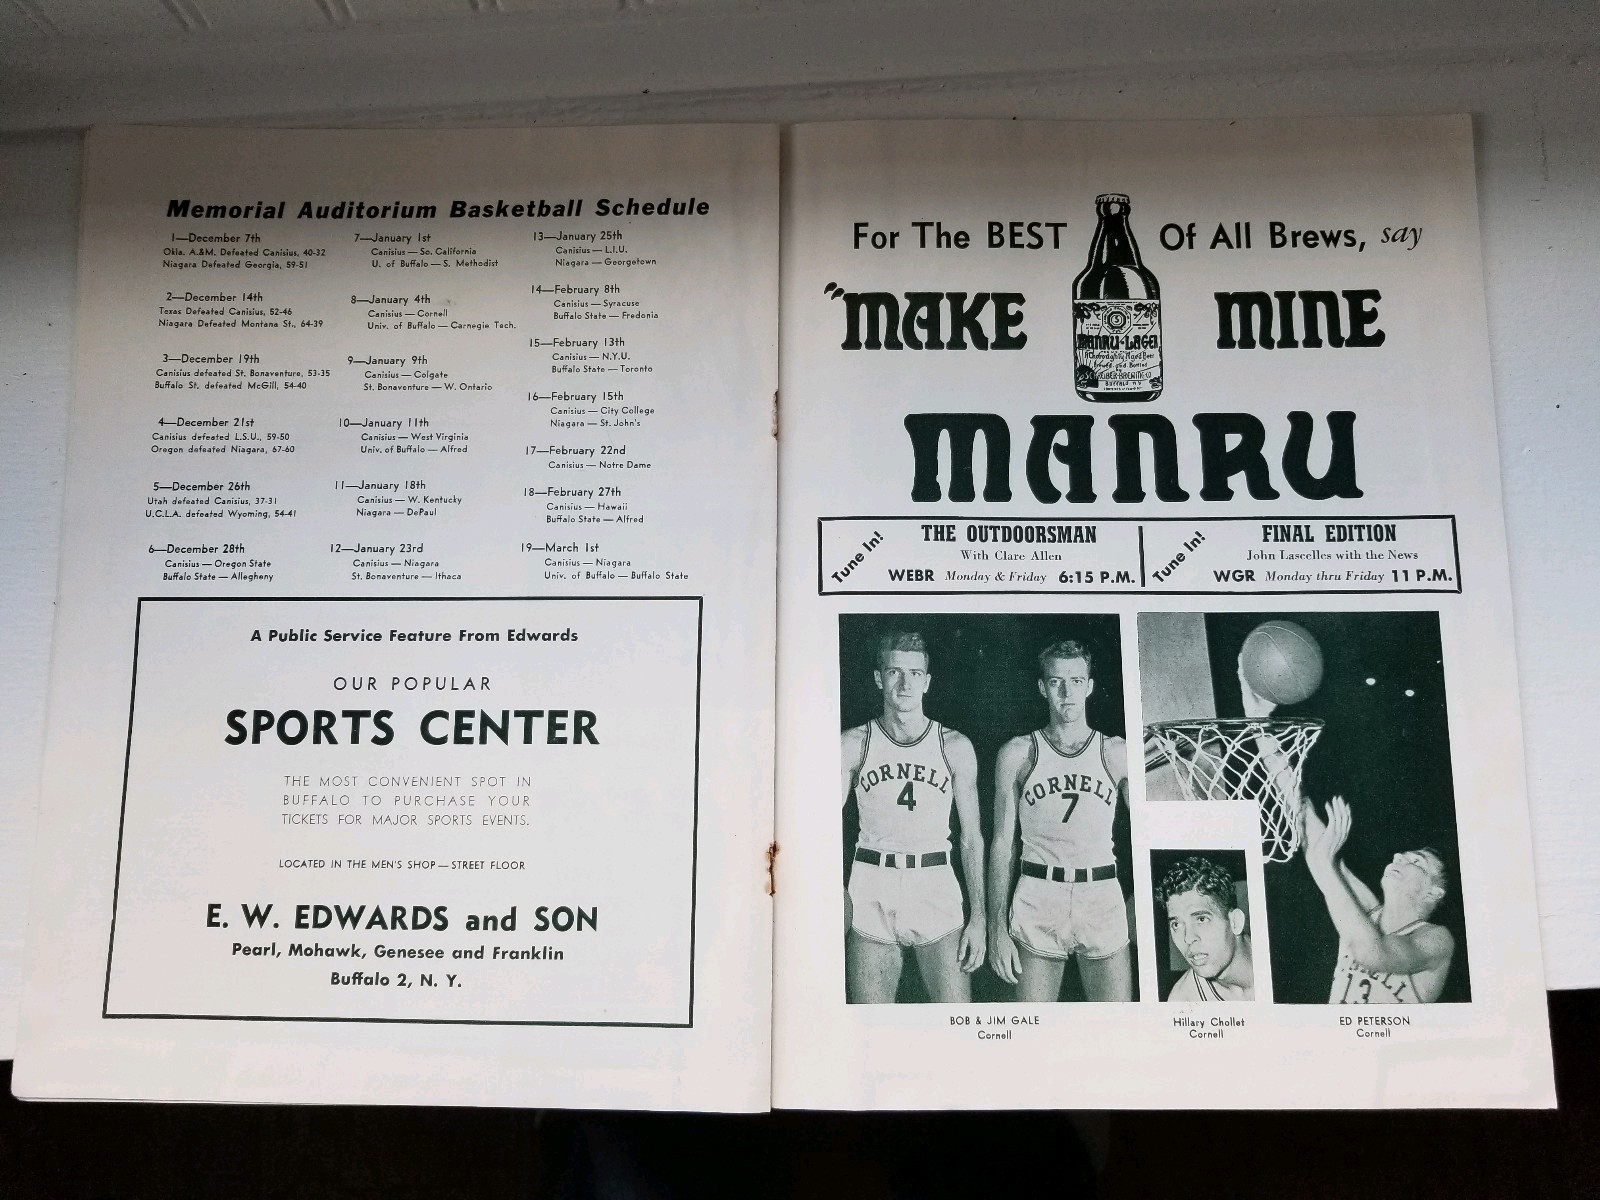 Memorial Auditorium Basketball Schedule
1—December 7th
Okla. A.&M. Defeated Canisius, 40-32
Niagara Defeated Georgia, 59-51
2—December 14th
Texas Defeated Canisius, 52-46
Niagara Defeated Montana St., 64-39
3—December 19th
Canisius defeated St. Bonaventure, 53-35
Buffalo St. defeated McGill, 54-40
4—December 21st
Canisius defeated L.S.U., 59-50
Oregon defeated Niagara, 67-60
5—December 26th
Utah defeated Canisius, 37-31
U.C.L.A. defeated Wyoming, 54-41
6—December 28th
Canisius — Oregon State
Buffalo State — Allegheny
7—January 1st
Canisius — So. California
U. of Buffalo — S. Methodist
8—January 4th
Canisius — Cornell
Univ. of Buffalo — Carnegie Tech.
9—January 9th
Canisius — Colgate
St. Bonaventure — W. Ontario
10—January 11th
Canisius — West Virginia
Univ. of Buffalo — Alfred
11—January 18th
Canisius — W. Kentucky
Niagara — DePaul
12—January 23rd
Canisius — Niagara
St. Bonaventure — Ithaca
13—January 25th
Canisius — L.I.U.
Niagara — Georgetown
14—February 8th
Canisius — Syracuse
Buffalo State — Fredonia
15—February 13th
Canisius — N.Y.U.
Buffalo State — Toronto
16—February 15th
Canisius — City College
Niagara — St. John's
17—February 22nd
Canisius — Notre Dame
18—February 27th
Canisius — Hawaii
Buffalo State — Alfred
19—March 1st
Canisius — Niagara
Univ. of Buffalo — Buffalo State
A Public Service Feature From Edwards
OUR POPULAR
SPORTS CENTER
THE MOST CONVENIENT SPOT IN
BUFFALO TO PURCHASE YOUR
TICKETS FOR MAJOR SPORTS EVENTS.
LOCATED IN THE MEN'S SHOP — STREET FLOOR
E. W. EDWARDS and SON
Pearl, Mohawk, Genesee and Franklin
Buffalo 2, N. Y.
For The BEST Of All Brews, say
"MAKE MINE
MANRU-LAGER
A Thoroughly Aged Beer
Brewed and Bottled
SCHREIBER BREWING CO
BUFFALO N.Y.
MANRU
Tune In!
THE OUTDOORSMAN
With Clare Allen
WEBR Monday & Friday 6:15 P.M.
Tune In!
FINAL EDITION
John Lascelles with the News
WGR Monday thru Friday 11 P.M.
CORNELL
4
CORNELL
7
13
BOB & JIM GALE
Cornell
Hillary Chollet
Cornell
ED PETERSON
Cornell